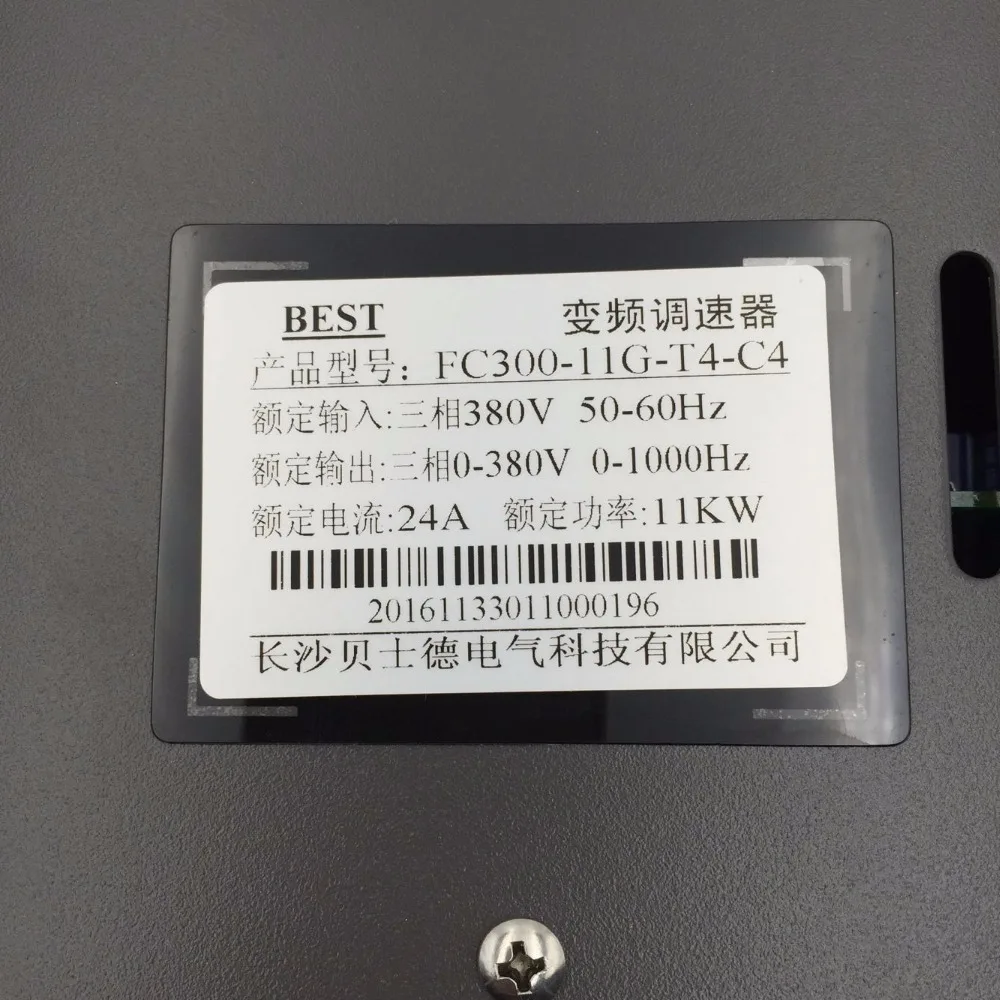 BEST 变频调速器
产品型号：FC300-11G-T4-C4
额定输入:三相380V 50-60Hz
额定输出:三相0-380V 0-1000Hz
额定电流:24A 额定功率:11KW
20161133011000196
长沙贝士德电气科技有限公司